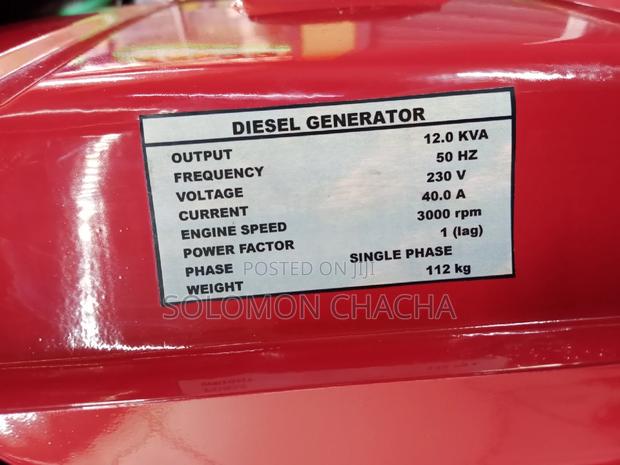 DIESEL GENERATOR
OUTPUT 12.0 KVA
FREQUENCY 50 HZ
VOLTAGE 230 V
CURRENT 40.0 A
ENGINE SPEED 3000 rpm
POWER FACTOR 1 (lag)
PHASE SINGLE PHASE
WEIGHT 112 kg
POSTED ON JIJI
SOLOMON CHACHA